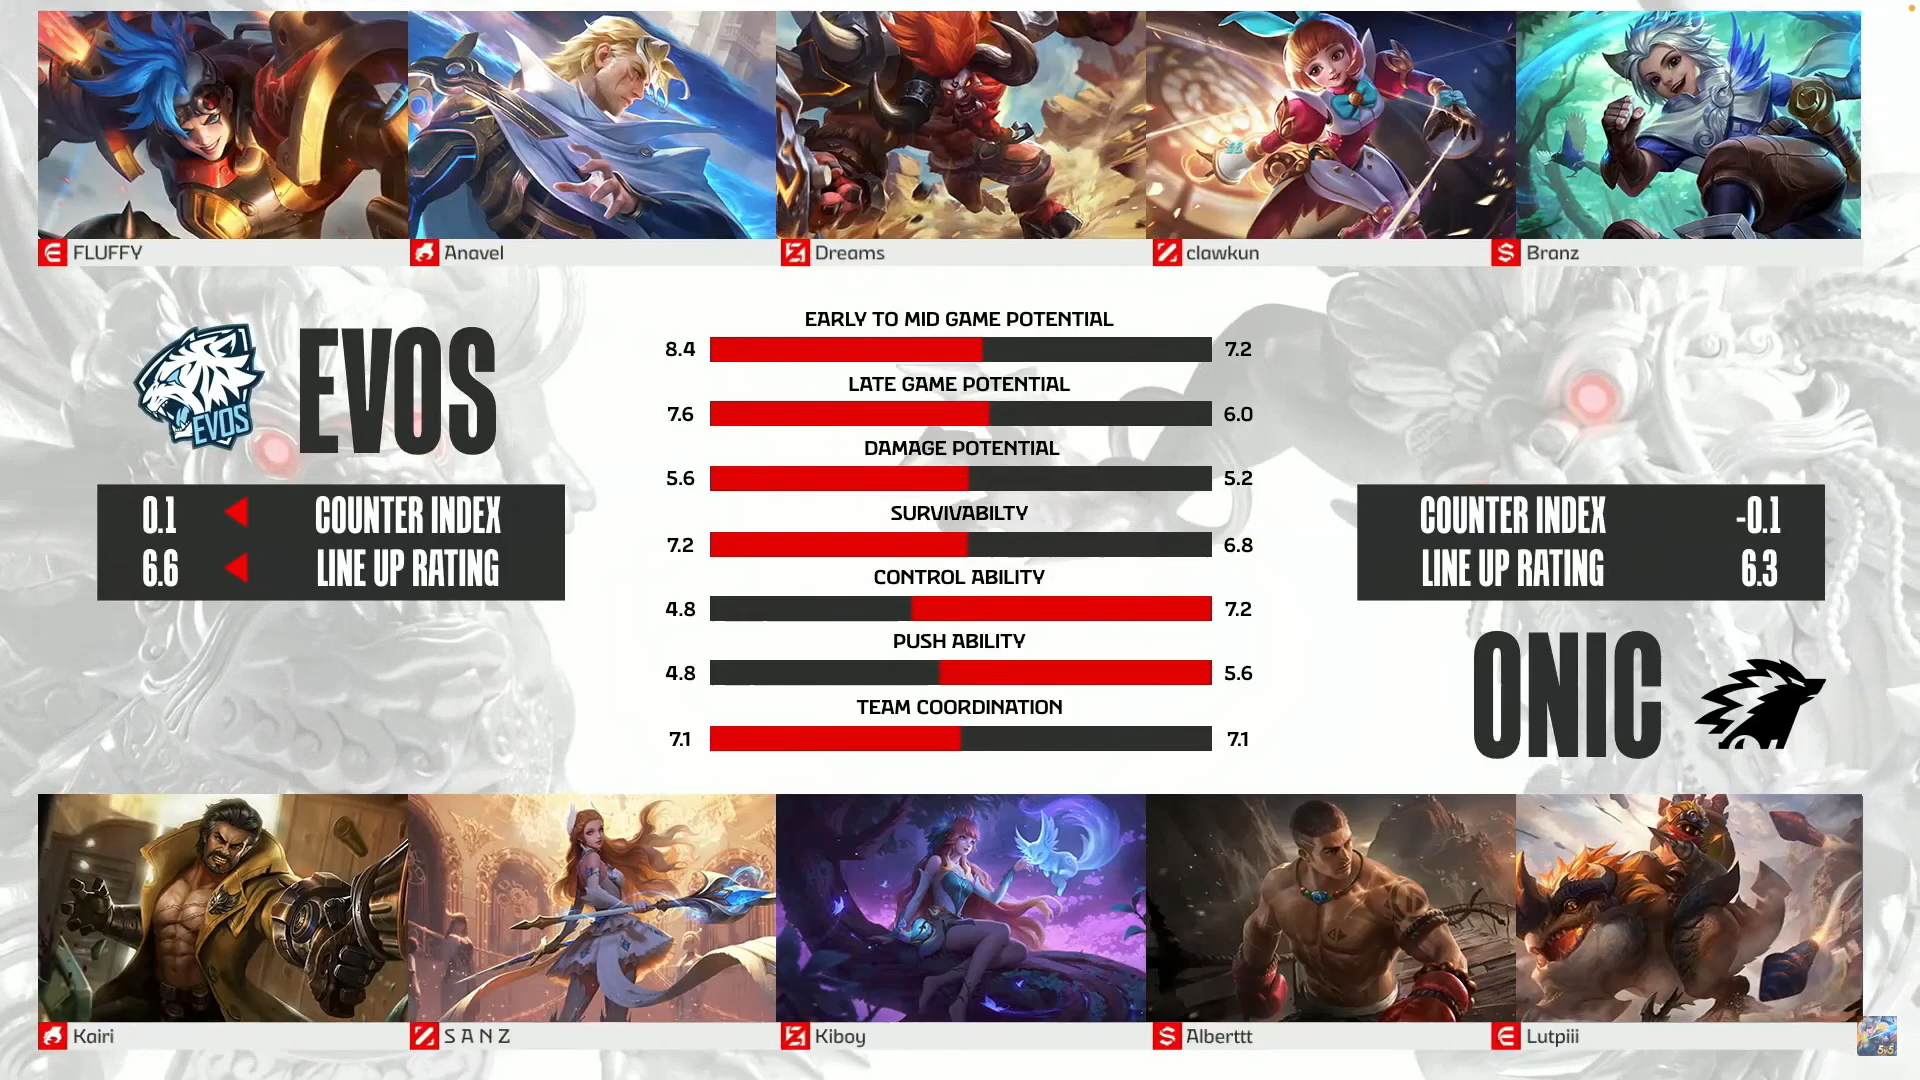 FLUFFY
Anavel
Dreams
clawkun
Branz
EARLY TO MID GAME POTENTIAL
8.4 7.2
LATE GAME POTENTIAL
7.6 6.0
DAMAGE POTENTIAL
5.6 5.2
SURVIVABILTY
7.2 6.8
CONTROL ABILITY
4.8 7.2
PUSH ABILITY
4.8 5.6
TEAM COORDINATION
7.1 7.1
EVOS
EVOS
0.1 COUNTER INDEX
6.6 LINE UP RATING
COUNTER INDEX -0.1
LINE UP RATING 6.3
ONIC
Kairi
S A N Z
Kiboy
Alberttt
Lutpiii
5v5